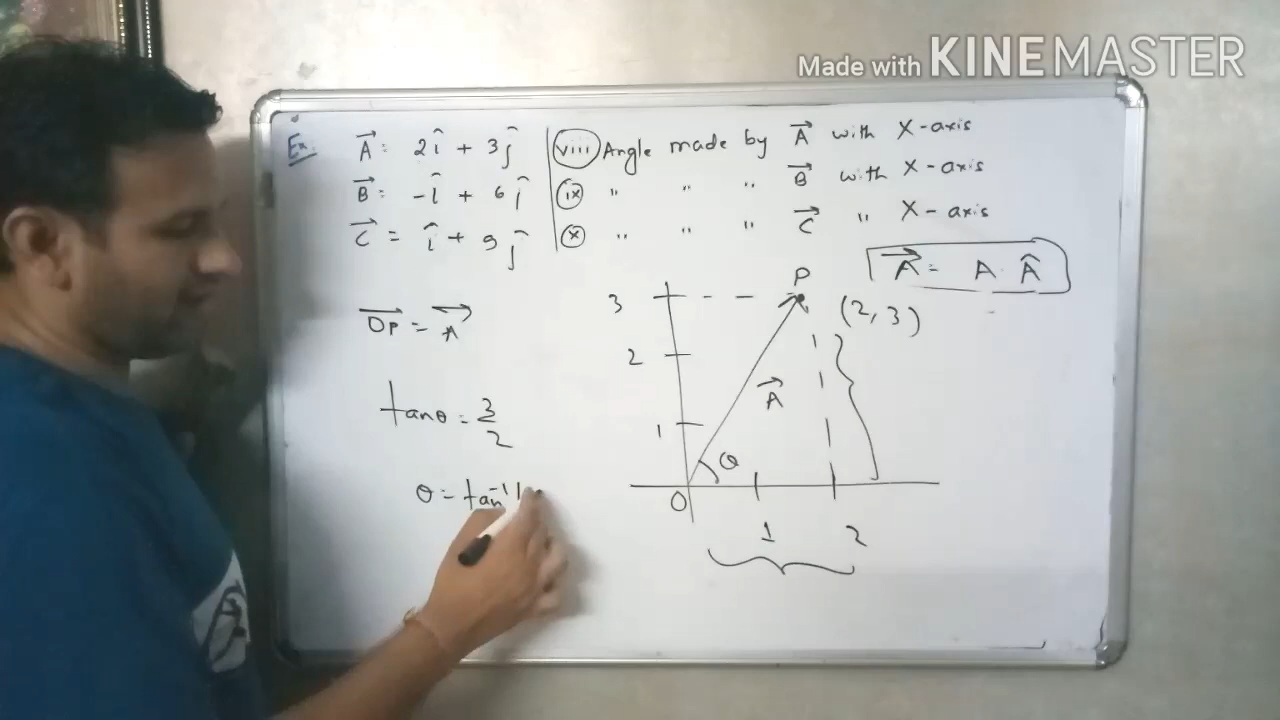 Made with KINEMASTER
Ex. A⃗ = 2î + 3ĵ
B⃗ = -î + 6ĵ
C⃗ = î + 9ĵ
(viii) Angle made by A⃗ with X-axis
(ix) " " " B⃗ with X-axis
(x) " " " C⃗ " X-axis
A⃗ = A · Â
OP⃗ = A⃗
tanθ = 3/2
θ = tan⁻¹(
P
(2, 3)
3
2
1
A⃗
θ
O
1 2